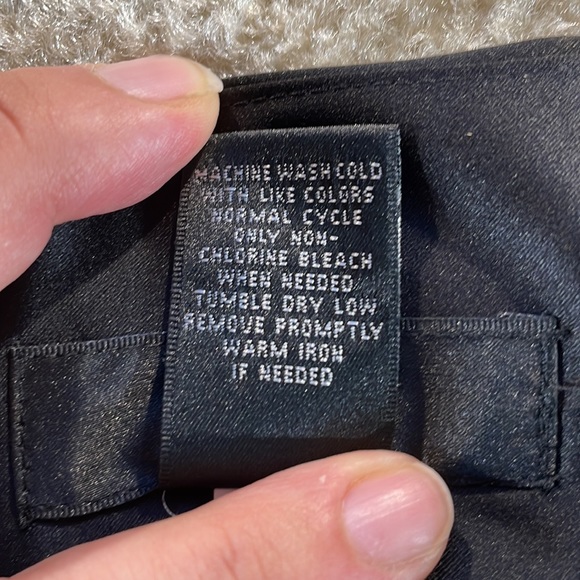 MACHINE WASH COLD
WITH LIKE COLORS
NORMAL CYCLE
ONLY NON-
CHLORINE BLEACH
WHEN NEEDED
TUMBLE DRY LOW
REMOVE PROMPTLY
WARM IRON
IF NEEDED